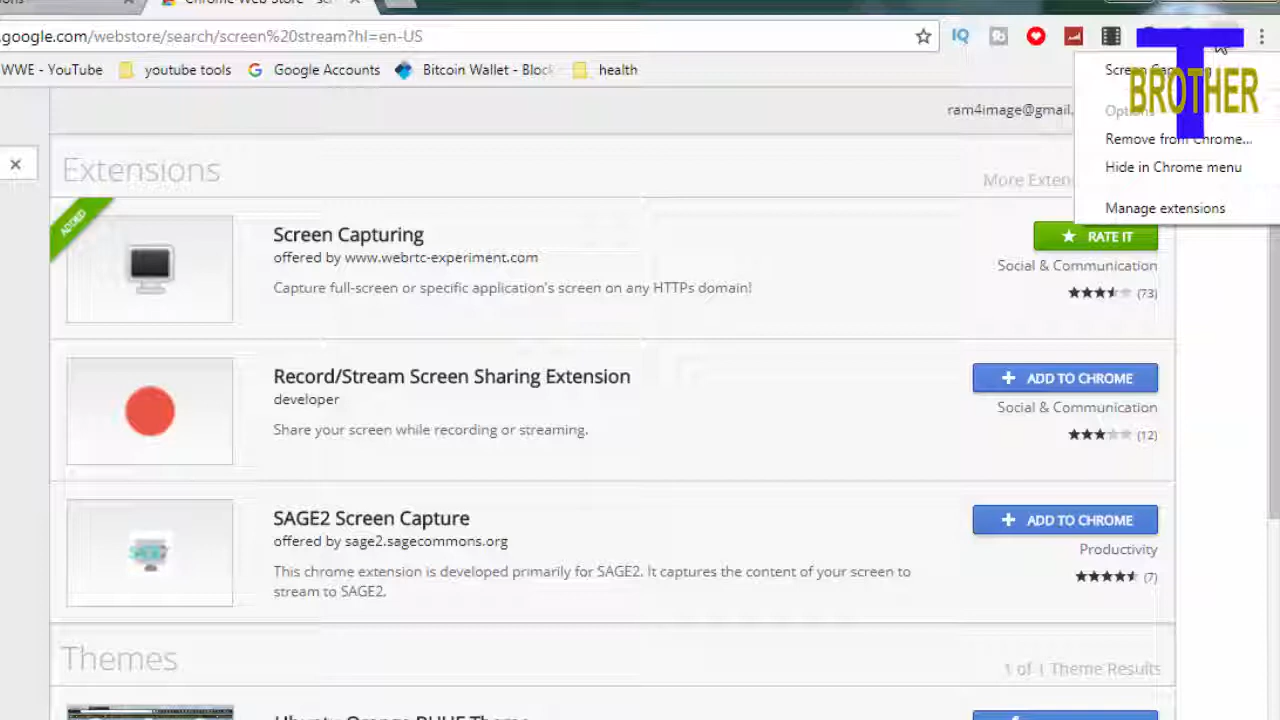 Chrome Web Store - scr
.google.com/webstore/search/screen%20stream?hl=en-US
IQ
WWE - YouTube youtube tools Google Accounts Bitcoin Wallet - Block health
T
BROTHER
ram4image@gmail.
Screen Cap
Options
Remove from Chrome...
Hide in Chrome menu
Manage extensions
Extensions
More Exten
ADDED
Screen Capturing
offered by www.webrtc-experiment.com
Capture full-screen or specific application's screen on any HTTPs domain!
RATE IT
Social & Communication
(73)
Record/Stream Screen Sharing Extension
developer
Share your screen while recording or streaming.
ADD TO CHROME
Social & Communication
(12)
SAGE2 Screen Capture
offered by sage2.sagecommons.org
This chrome extension is developed primarily for SAGE2. It captures the content of your screen to
stream to SAGE2.
ADD TO CHROME
Productivity
(7)
Themes
1 of 1 Theme Results